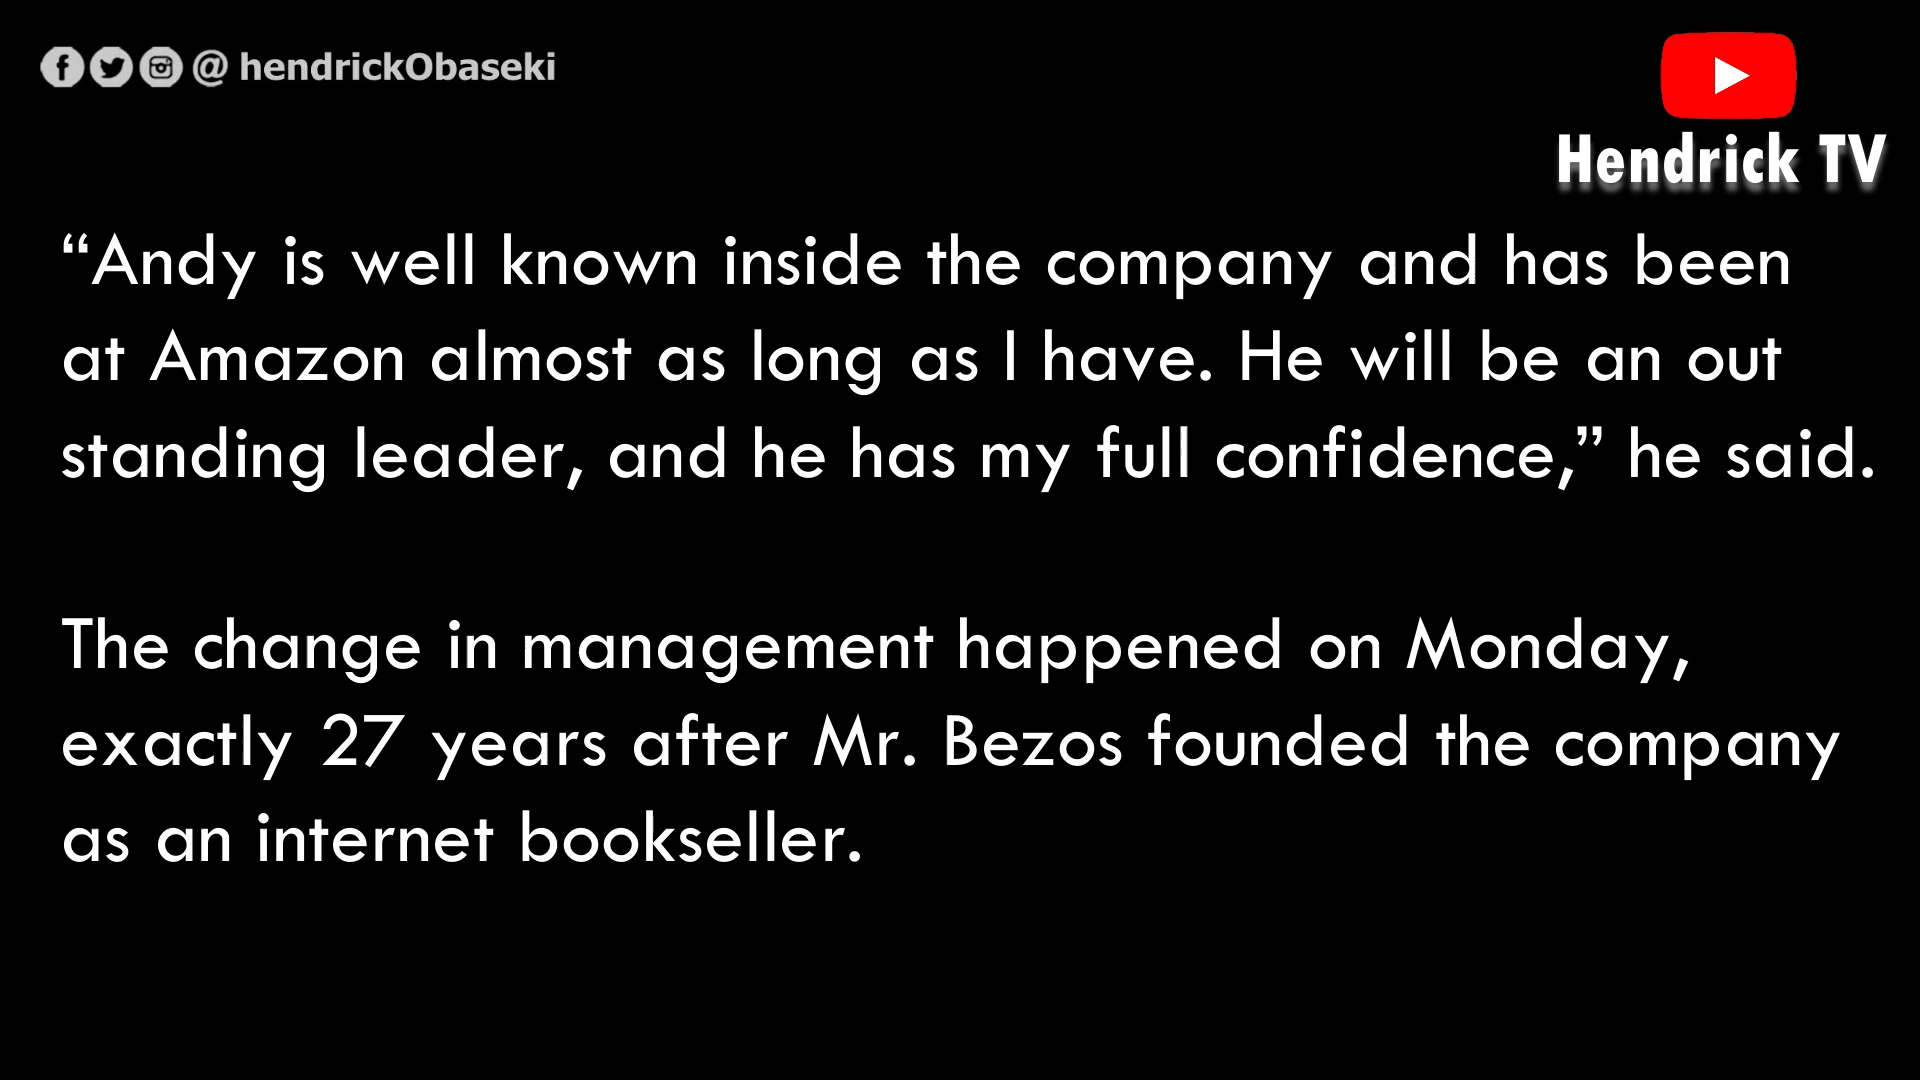 @ hendrickObaseki
Hendrick TV
“Andy is well known inside the company and has been
at Amazon almost as long as I have. He will be an out
standing leader, and he has my full confidence,” he said.
The change in management happened on Monday,
exactly 27 years after Mr. Bezos founded the company
as an internet bookseller.